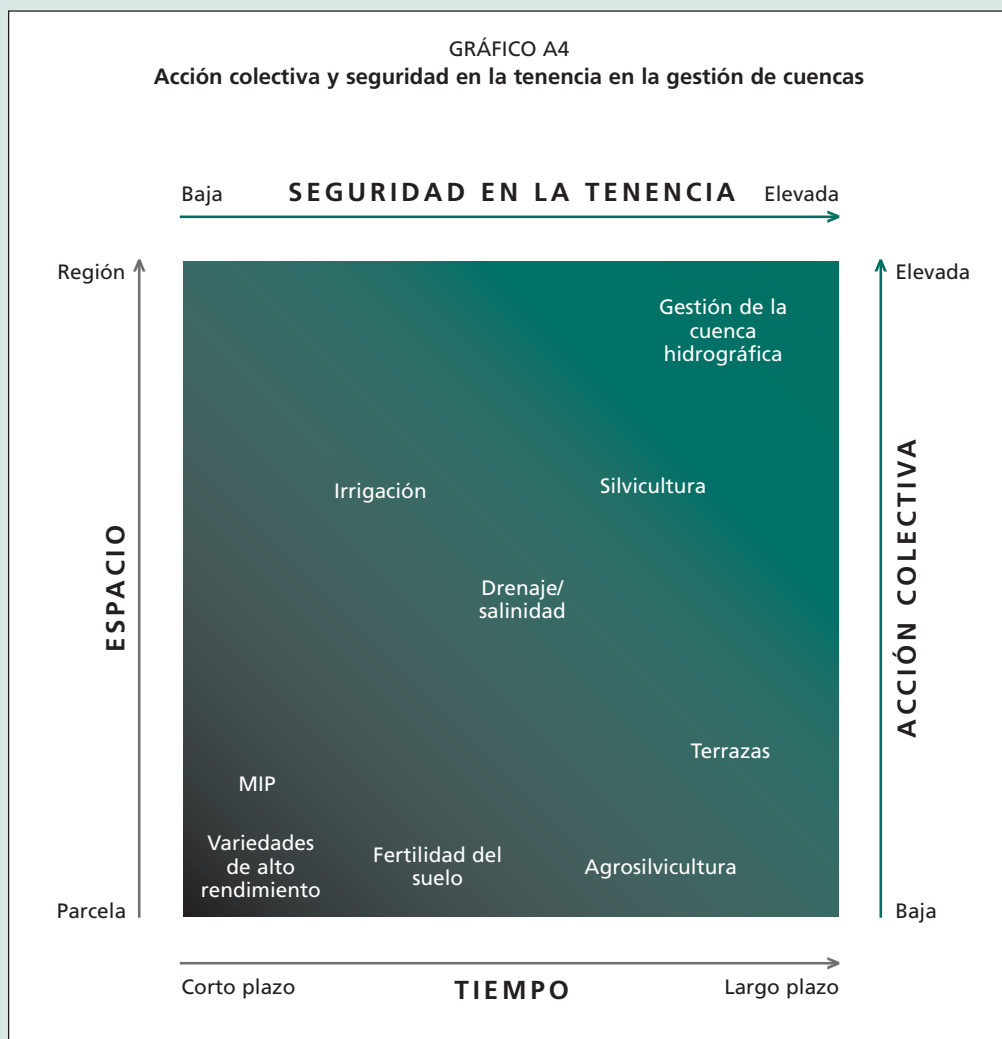 GRÁFICO A4
Acción colectiva y seguridad en la tenencia en la gestión de cuencas
Baja SEGURIDAD EN LA TENENCIA Elevada
Región
Elevada
Gestión de la
cuenca
hidrográfica
Irrigación
Silvicultura
ESPACIO
ACCIÓN COLECTIVA
Drenaje/
salinidad
Terrazas
MIP
Variedades
de alto
rendimiento
Fertilidad del
suelo
Agrosilvicultura
Parcela
Baja
Corto plazo TIEMPO Largo plazo